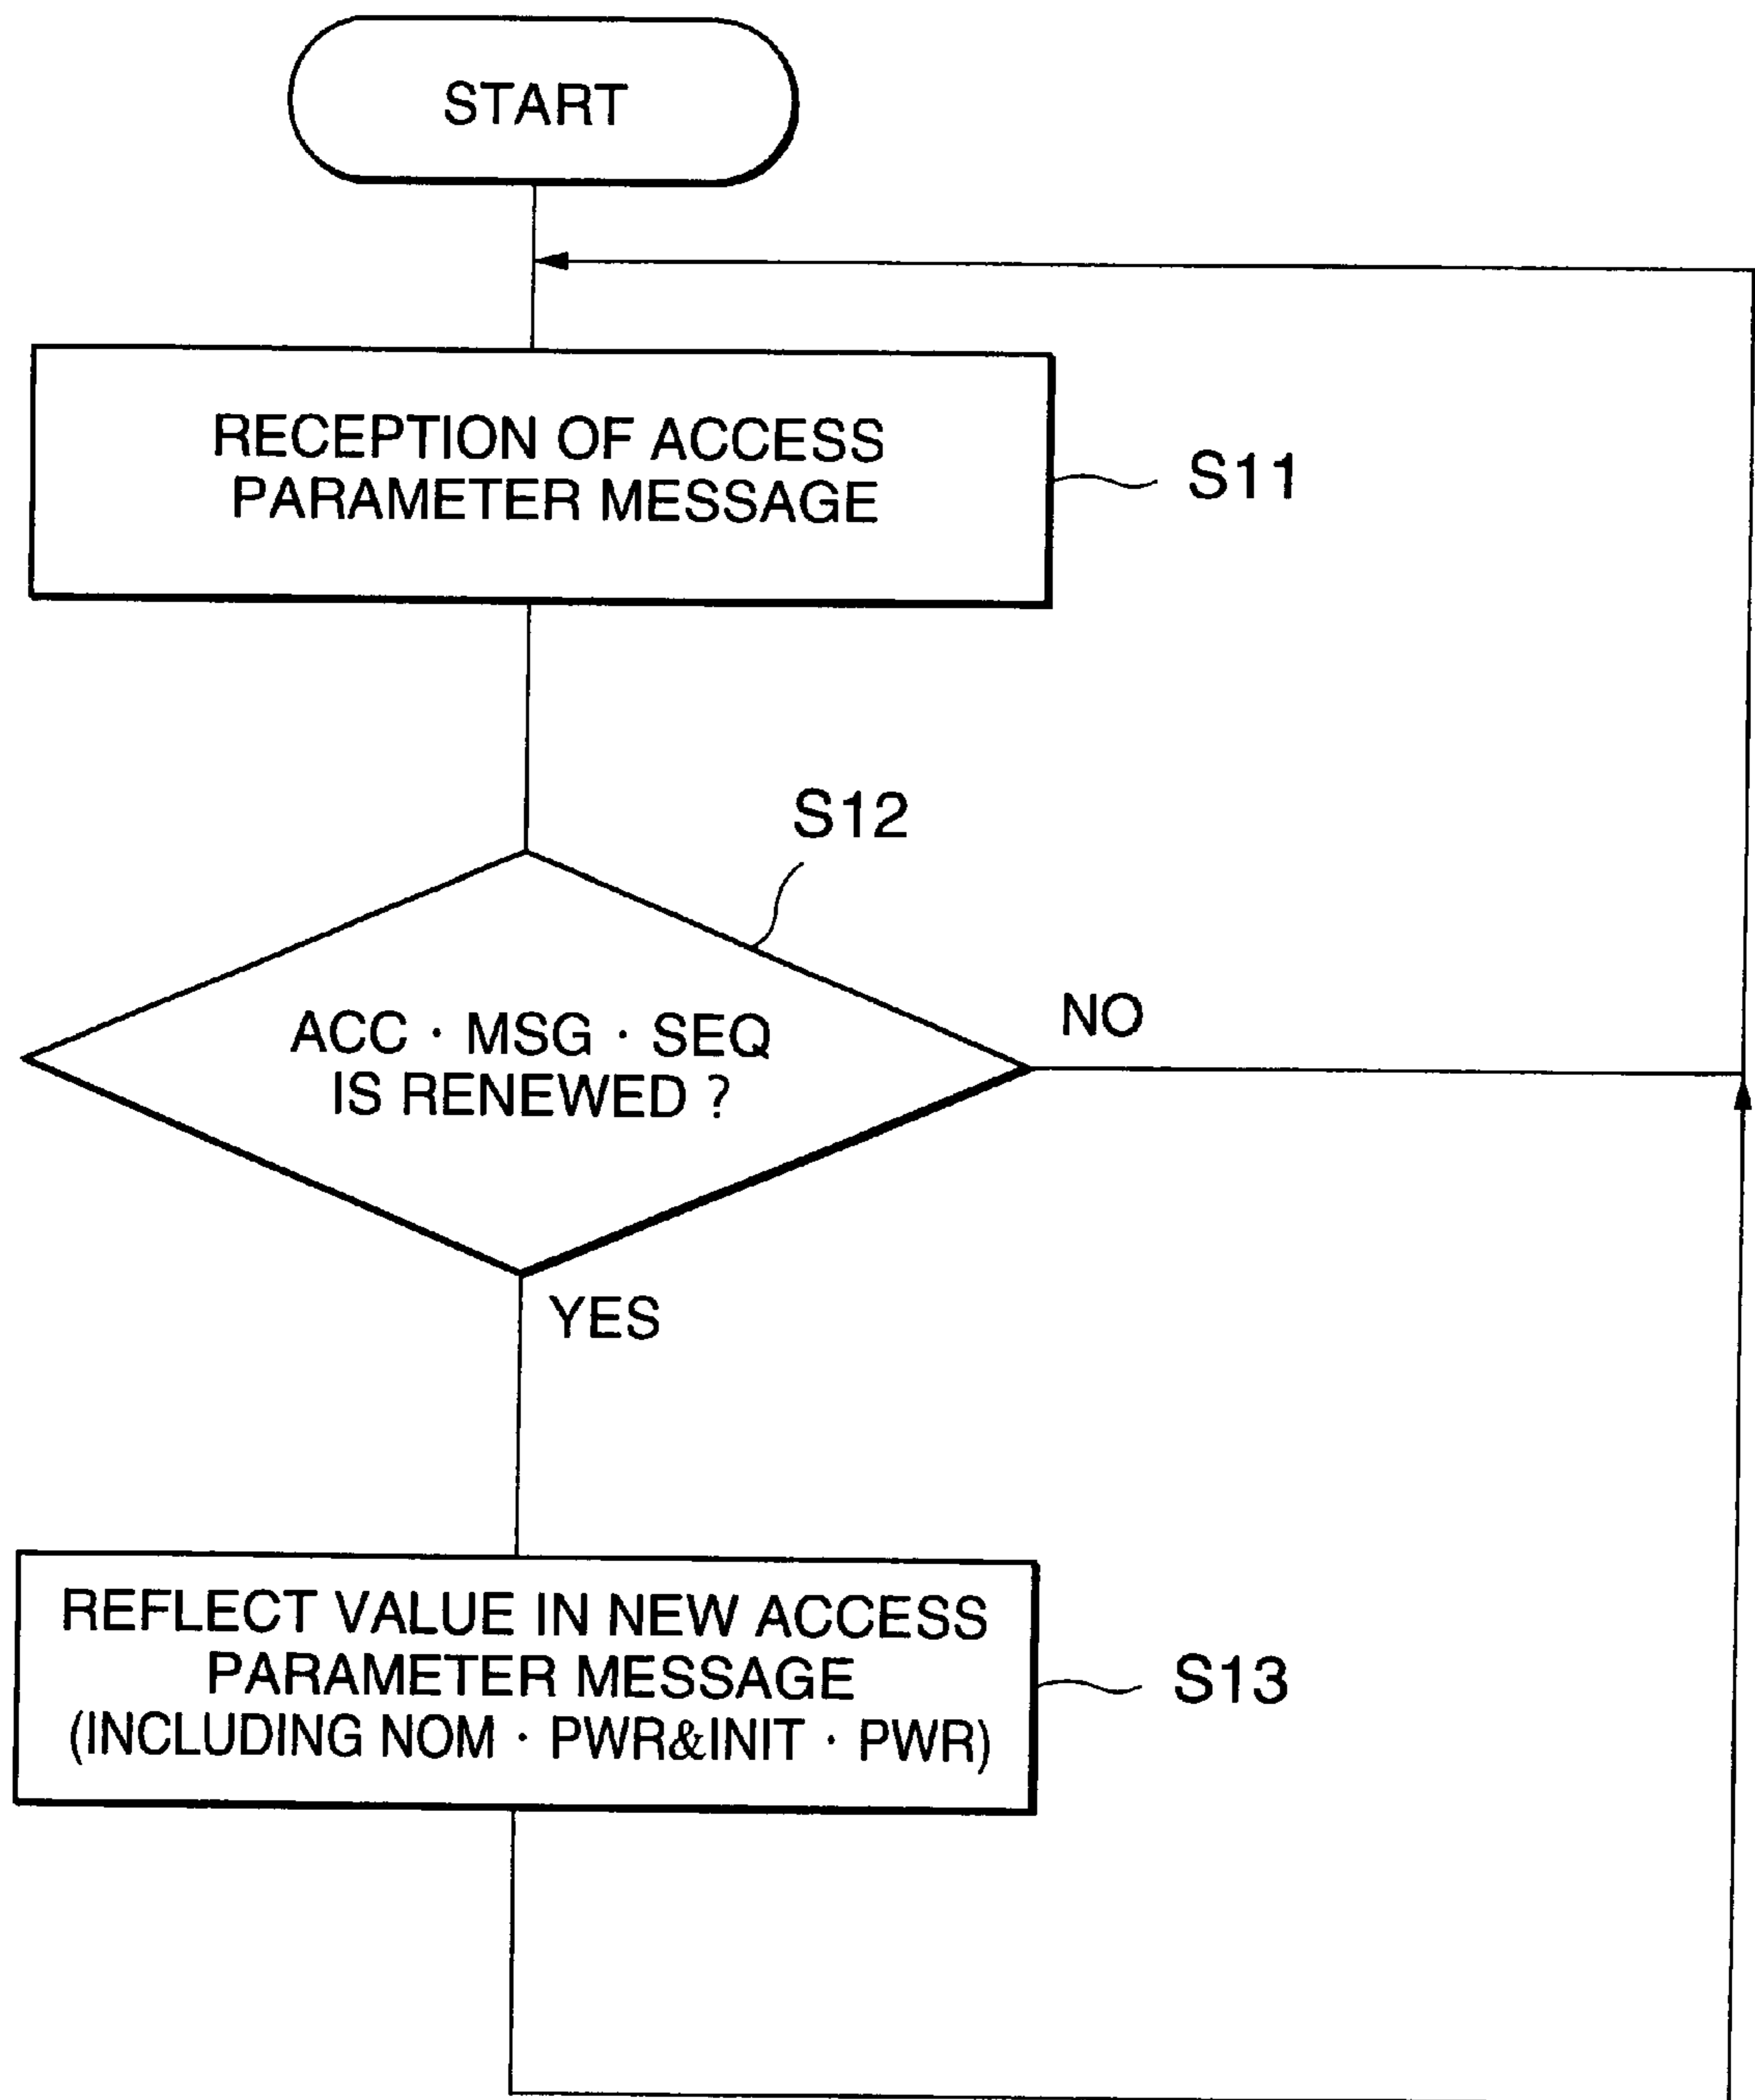 START
RECEPTION OF ACCESS
PARAMETER MESSAGE
S11
S12
ACC · MSG · SEQ
IS RENEWED ?
NO
YES
REFLECT VALUE IN NEW ACCESS
PARAMETER MESSAGE
(INCLUDING NOM · PWR&INIT · PWR)
S13